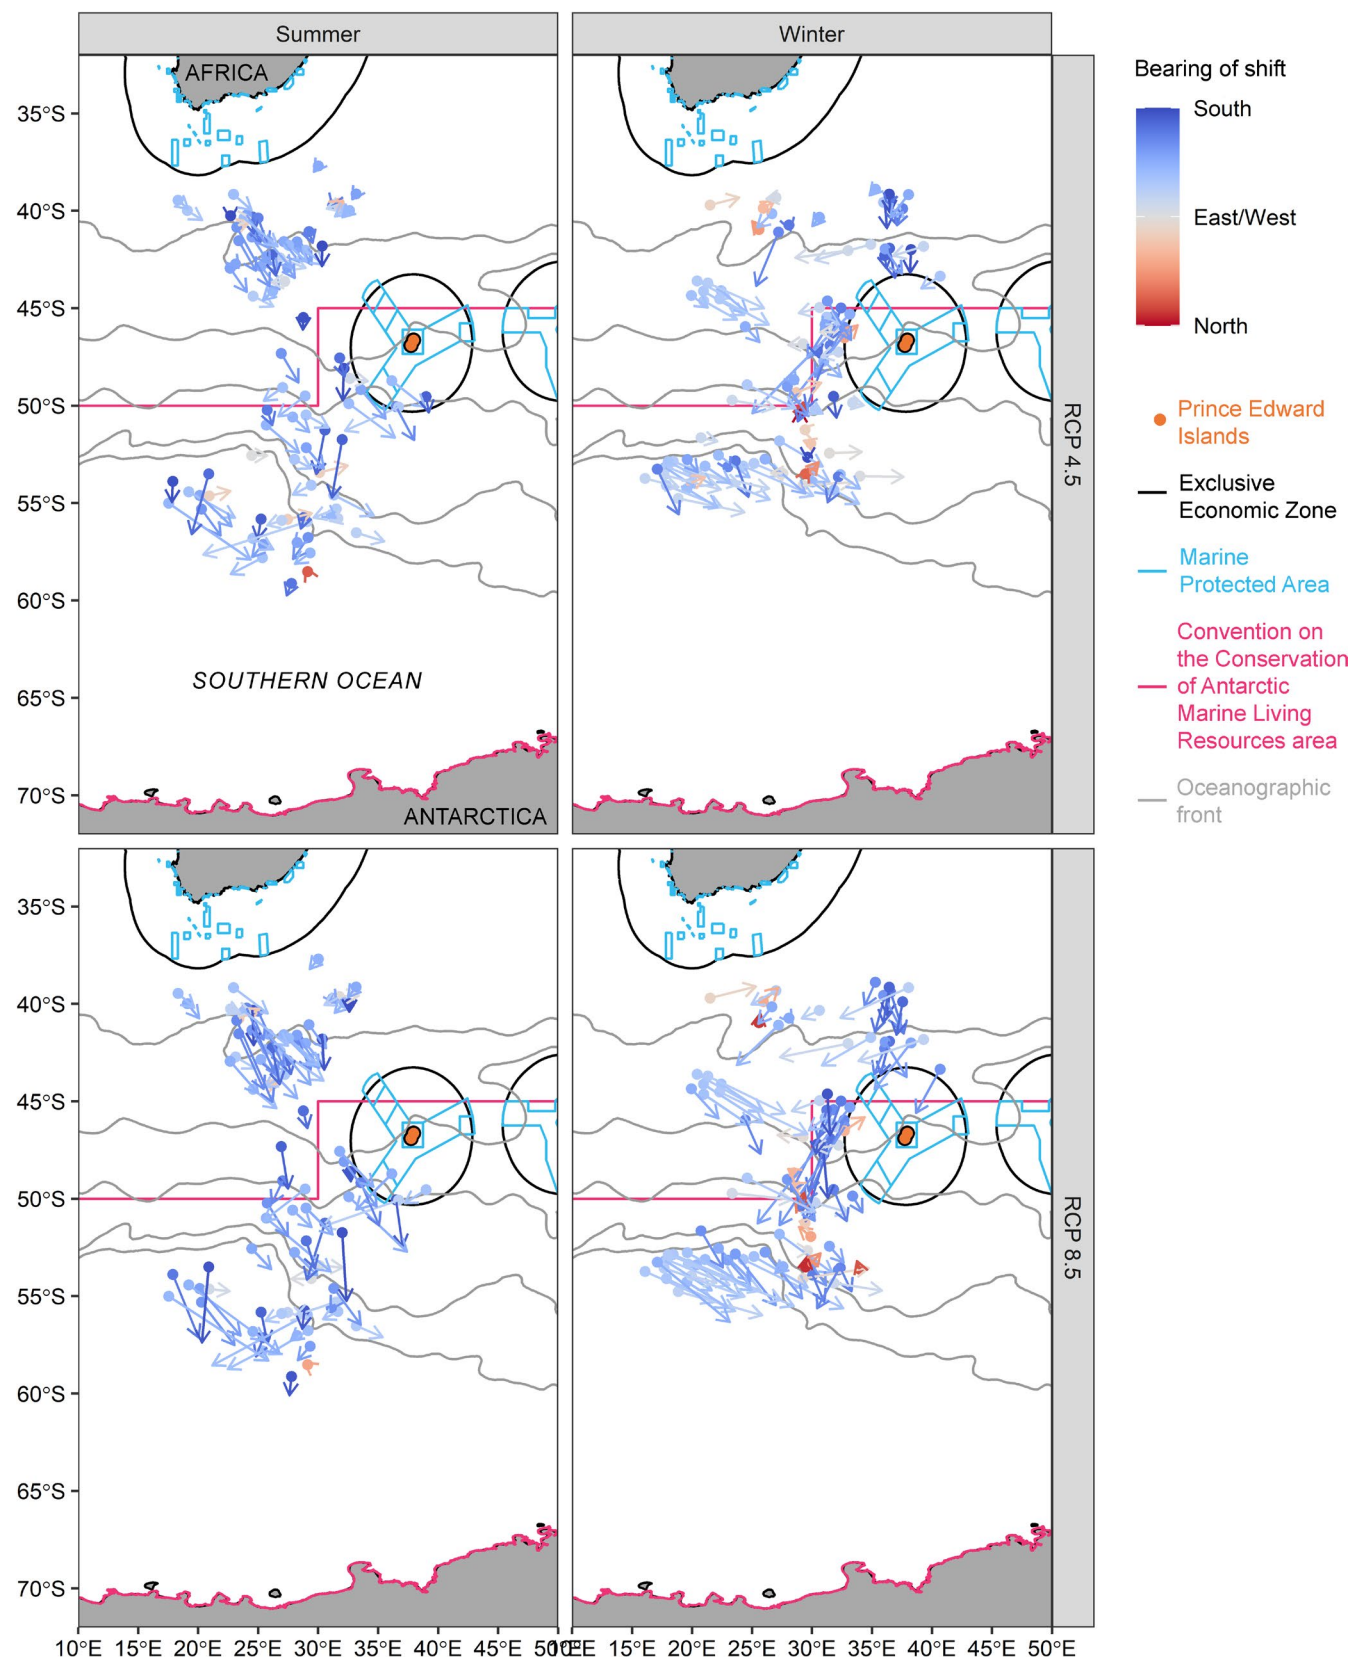 Summer
Winter
AFRICA
35°S
40°S
45°S
50°S
55°S
60°S
65°S
70°S
SOUTHERN OCEAN
ANTARCTICA
RCP 4.5
Bearing of shift
South
East/West
North
Prince Edward
Islands
Exclusive
Economic Zone
Marine
Protected Area
Convention on
the Conservation
of Antarctic
Marine Living
Resources area
Oceanographic
front
35°S
40°S
45°S
50°S
55°S
60°S
65°S
70°S
RCP 8.5
10°E 15°E 20°E 25°E 30°E 35°E 40°E 45°E 50°E
10°E 15°E 20°E 25°E 30°E 35°E 40°E 45°E 50°E